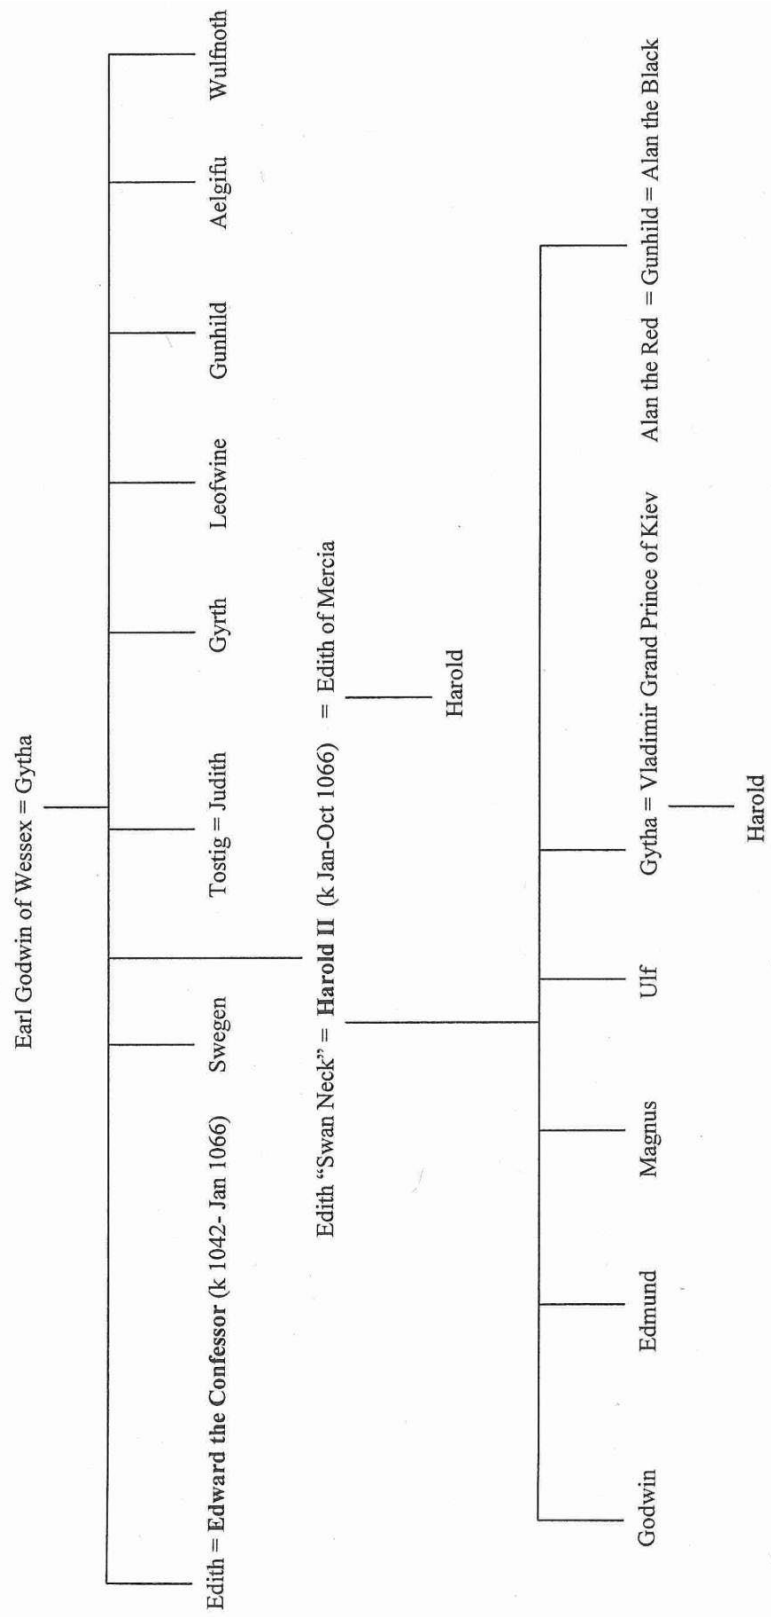 Earl Godwin of Wessex = Gytha
Edith = Edward the Confessor (k 1042- Jan 1066) Swegen Tostig = Judith Gyrth Leofwine Gunhild Aelgifu Wulfnoth
Edith “Swan Neck” = Harold II (k Jan-Oct 1066) = Edith of Mercia
Harold
Godwin Edmund Magnus Ulf Gytha = Vladimir Grand Prince of Kiev Alan the Red = Gunhild = Alan the Black
Harold